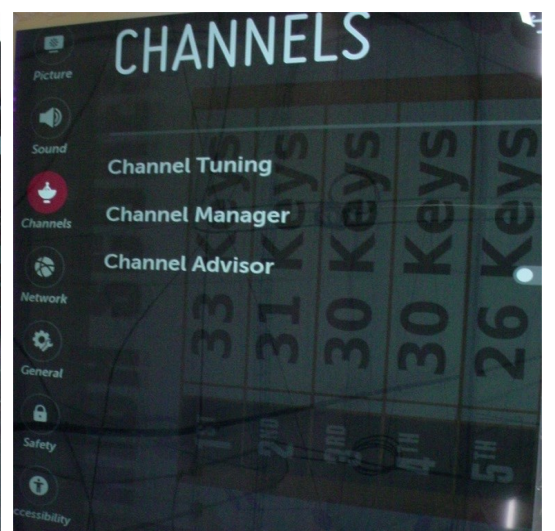 CHANNELS
Picture
Sound
Channels
Network
General
Safety
ccessibility
Channel Tuning
Channel Manager
Channel Advisor
33 Keys
31 Keys
30 Keys
30 Keys
26 Keys
1ST
2ND
3RD
4TH
5TH